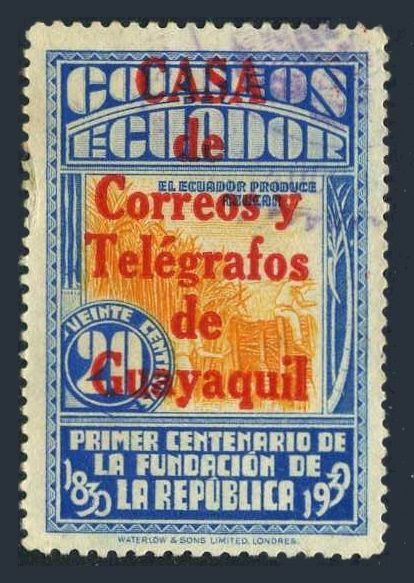 CORREOS
ECUADOR
CASA
de
Correos y
Telégrafos
de
Guayaquil
EL ECUADOR PRODUCE
AZUCAR
VEINTE
20
PRIMER CENTENARIO DE
LA FUNDACIÓN DE
1830 LA REPÚBLICA 1930
WATERLOW & SONS LIMITED, LONDRES.